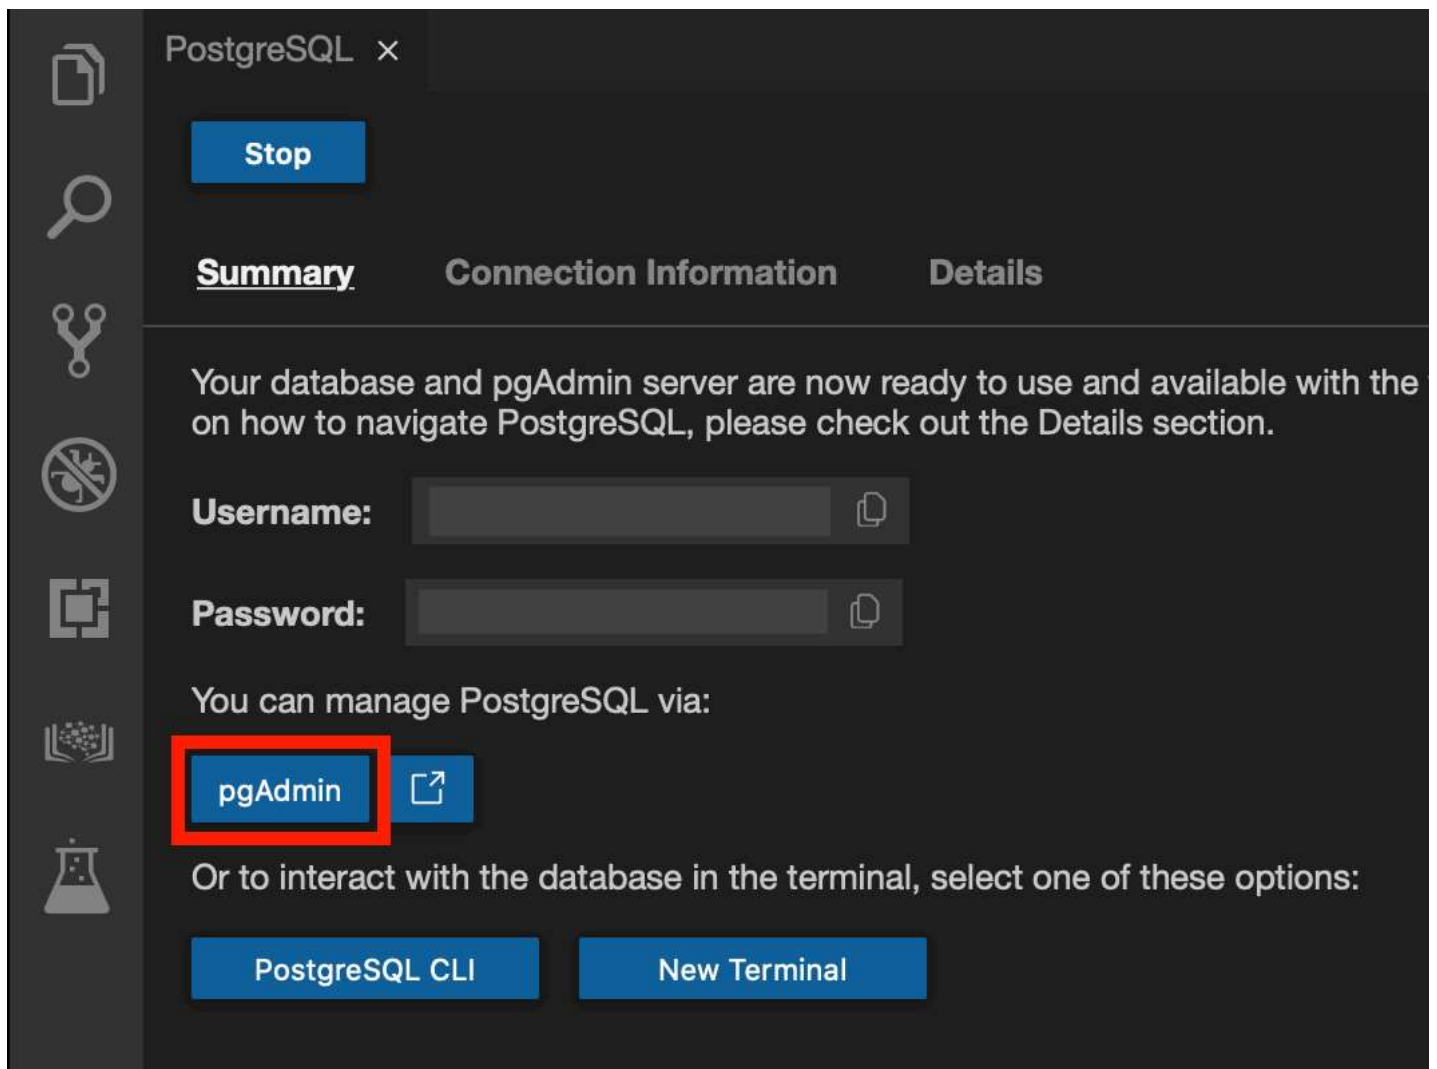 PostgreSQL
Stop
Summary Connection Information Details
Your database and pgAdmin server are now ready to use and available with the
on how to navigate PostgreSQL, please check out the Details section.
Username:
Password:
You can manage PostgreSQL via:
pgAdmin
Or to interact with the database in the terminal, select one of these options:
PostgreSQL CLI New Terminal